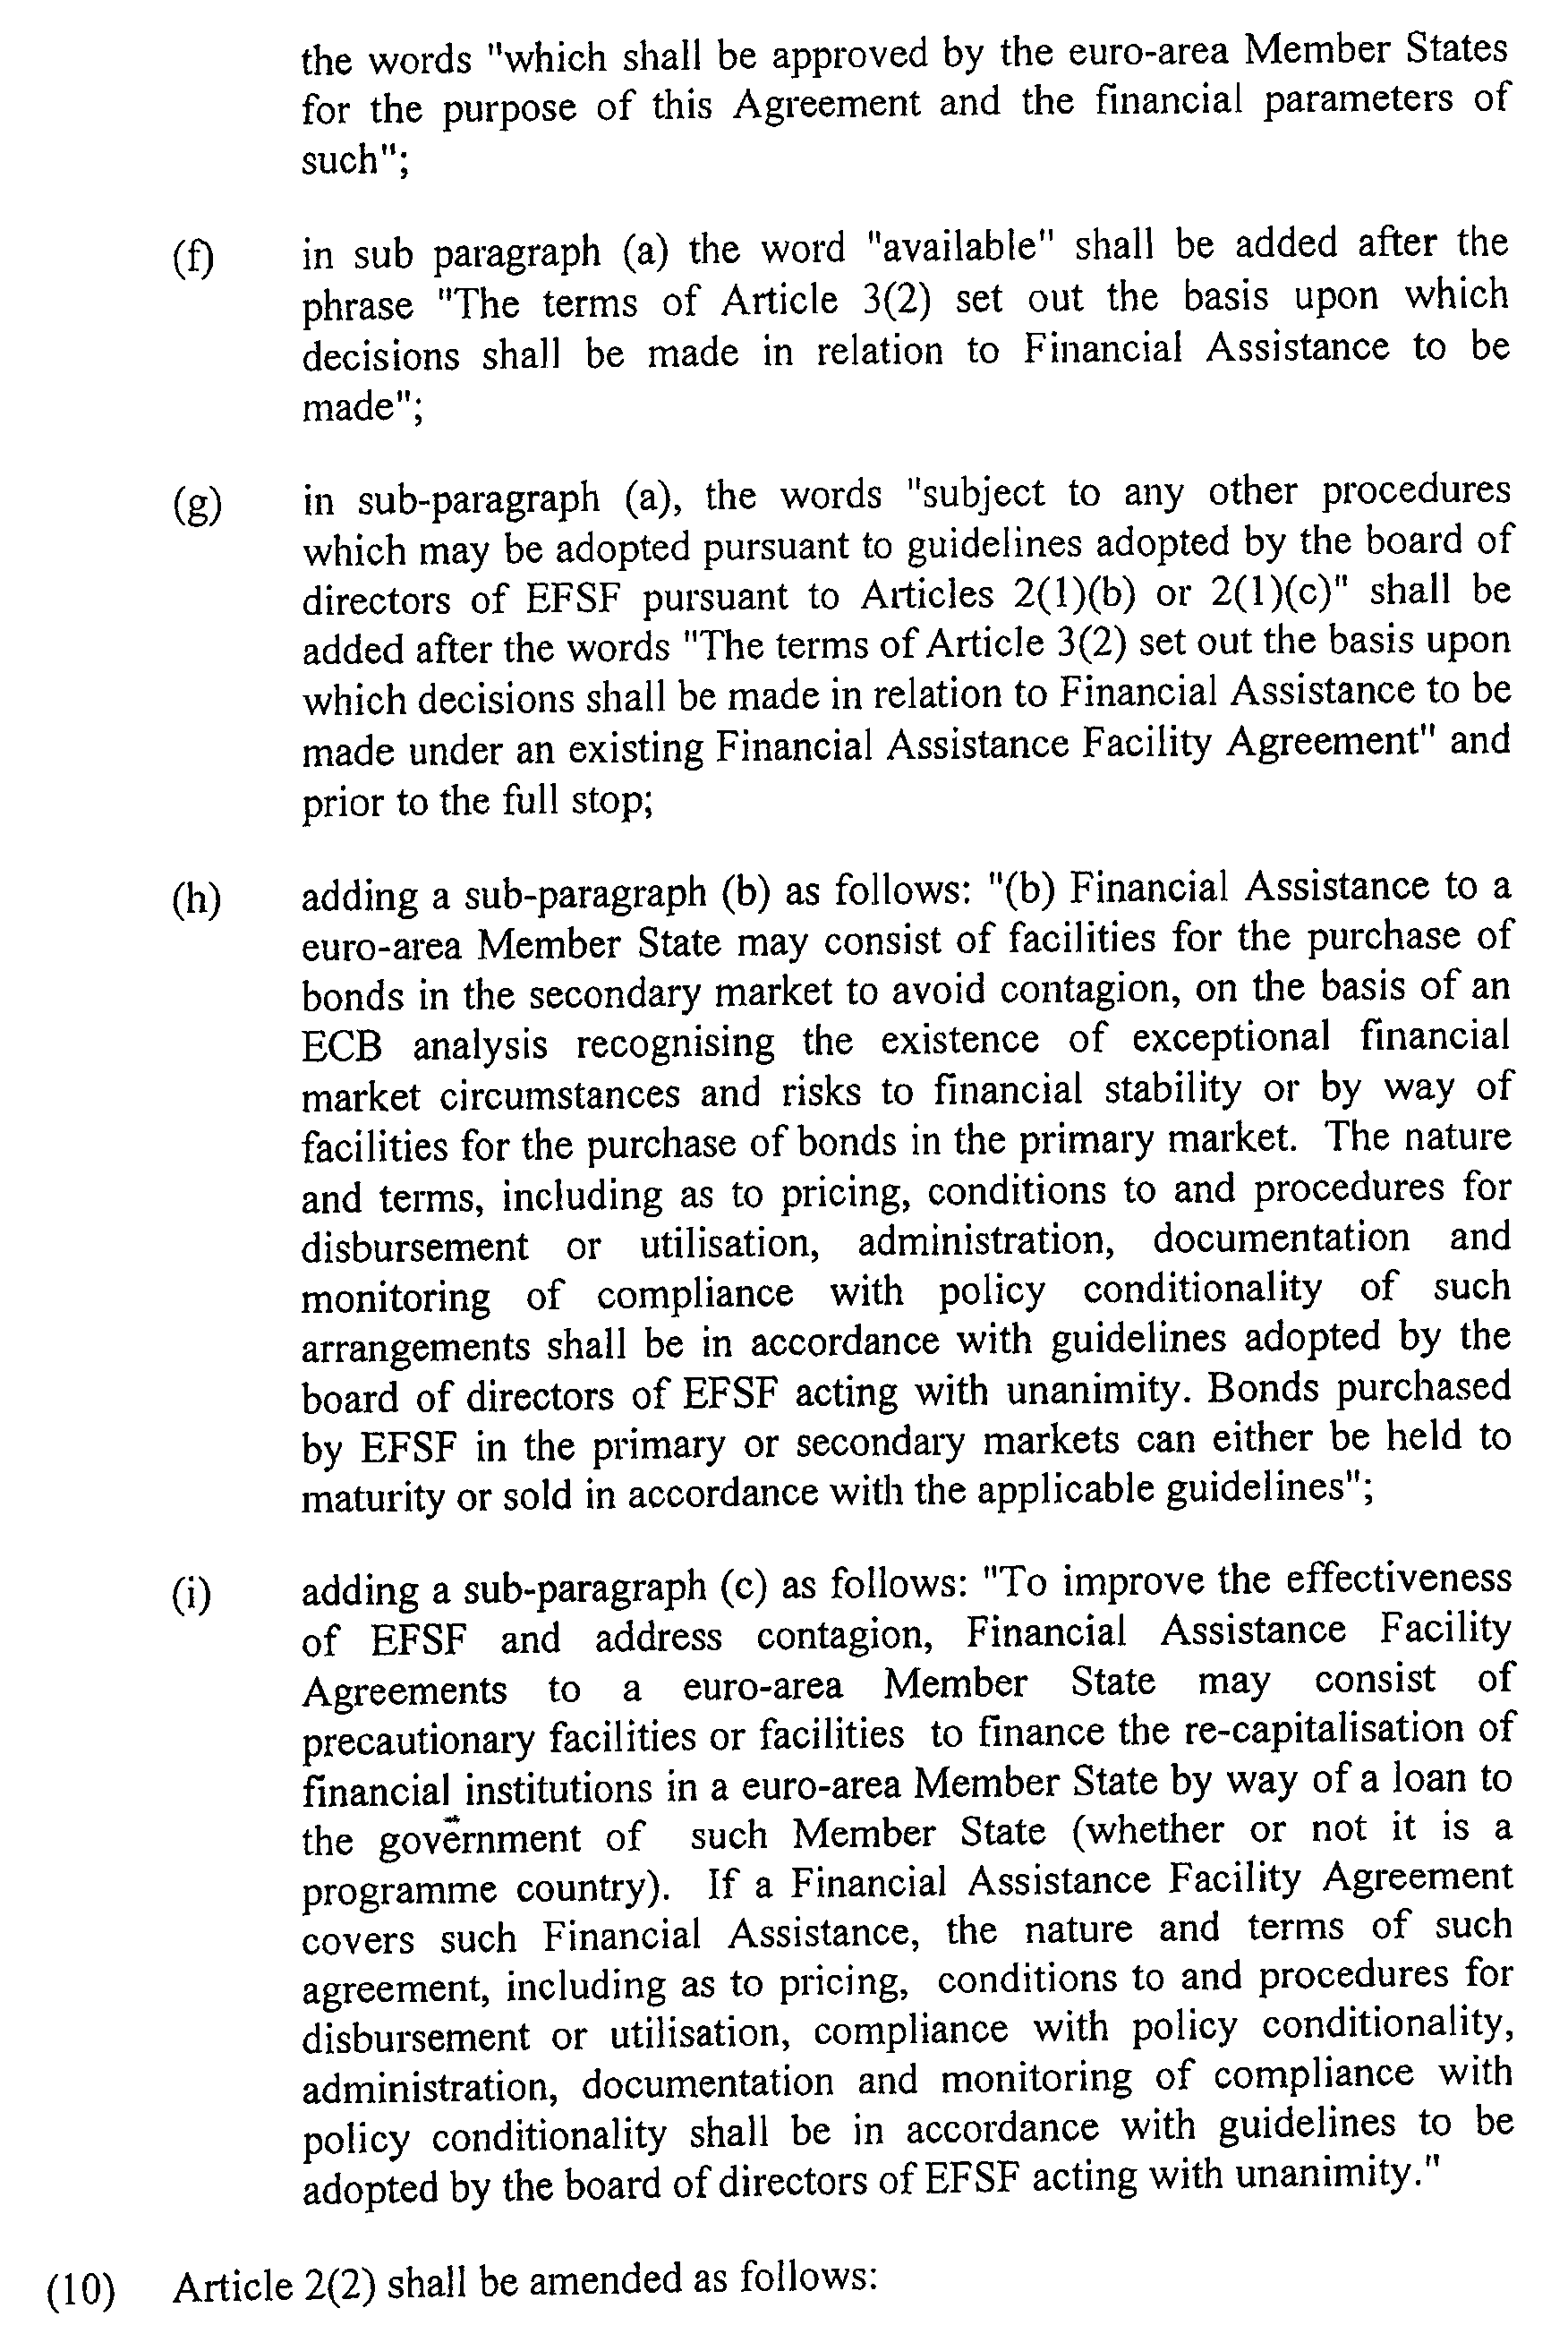 the words "which shall be approved by the euro-area Member States
for the purpose of this Agreement and the financial parameters of
such";
(f) in sub paragraph (a) the word "available" shall be added after the
phrase "The terms of Article 3(2) set out the basis upon which
decisions shall be made in relation to Financial Assistance to be
made";
(g) in sub-paragraph (a), the words "subject to any other procedures
which may be adopted pursuant to guidelines adopted by the board of
directors of EFSF pursuant to Articles 2(1)(b) or 2(1)(c)" shall be
added after the words "The terms of Article 3(2) set out the basis upon
which decisions shall be made in relation to Financial Assistance to be
made under an existing Financial Assistance Facility Agreement" and
prior to the full stop;
(h) adding a sub-paragraph (b) as follows: "(b) Financial Assistance to a
euro-area Member State may consist of facilities for the purchase of
bonds in the secondary market to avoid contagion, on the basis of an
ECB analysis recognising the existence of exceptional financial
market circumstances and risks to financial stability or by way of
facilities for the purchase of bonds in the primary market. The nature
and terms, including as to pricing, conditions to and procedures for
disbursement or utilisation, administration, documentation and
monitoring of compliance with policy conditionality of such
arrangements shall be in accordance with guidelines adopted by the
board of directors of EFSF acting with unanimity. Bonds purchased
by EFSF in the primary or secondary markets can either be held to
maturity or sold in accordance with the applicable guidelines";
(i) adding a sub-paragraph (c) as follows: "To improve the effectiveness
of EFSF and address contagion, Financial Assistance Facility
Agreements to a euro-area Member State may consist of
precautionary facilities or facilities to finance the re-capitalisation of
financial institutions in a euro-area Member State by way of a loan to
the government of such Member State (whether or not it is a
programme country). If a Financial Assistance Facility Agreement
covers such Financial Assistance, the nature and terms of such
agreement, including as to pricing, conditions to and procedures for
disbursement or utilisation, compliance with policy conditionality,
administration, documentation and monitoring of compliance with
policy conditionality shall be in accordance with guidelines to be
adopted by the board of directors of EFSF acting with unanimity."
(10) Article 2(2) shall be amended as follows: